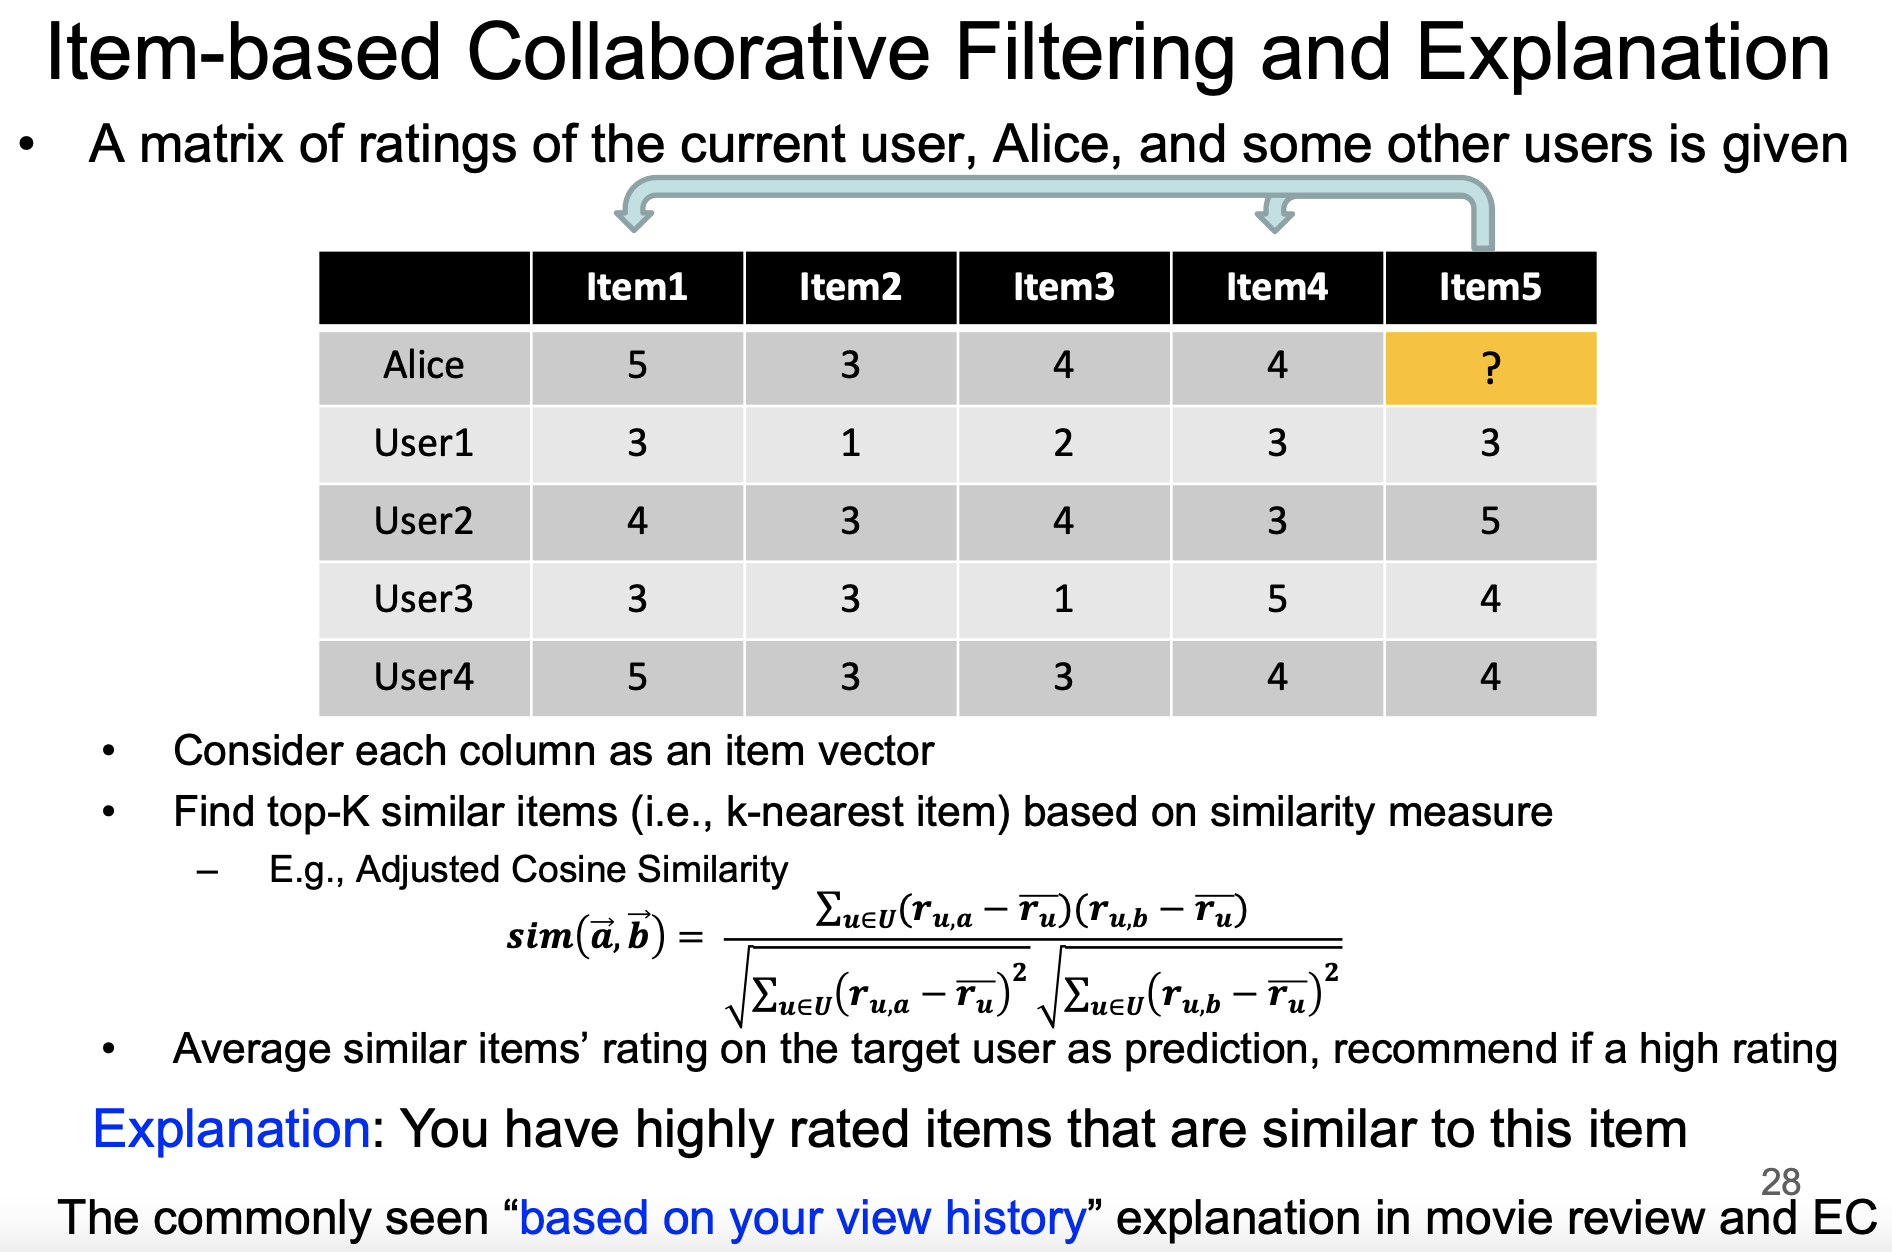 Item-based Collaborative Filtering and Explanation
• A matrix of ratings of the current user, Alice, and some other users is given
Item1 Item2 Item3 Item4 Item5
Alice 5 3 4 4 ?
User1 3 1 2 3 3
User2 4 3 4 3 5
User3 3 3 1 5 4
User4 5 3 3 4 4
• Consider each column as an item vector
• Find top-K similar items (i.e., k-nearest item) based on similarity measure
– E.g., Adjusted Cosine Similarity
$sim(\vec{a}, \vec{b}) = \frac{\sum_{u \in U}(r_{u,a} - \overline{r_u})(r_{u,b} - \overline{r_u})}{\sqrt{\sum_{u \in U}(r_{u,a} - \overline{r_u})^2} \sqrt{\sum_{u \in U}(r_{u,b} - \overline{r_u})^2}}$
• Average similar items’ rating on the target user as prediction, recommend if a high rating
Explanation: You have highly rated items that are similar to this item
28
The commonly seen “based on your view history” explanation in movie review and EC